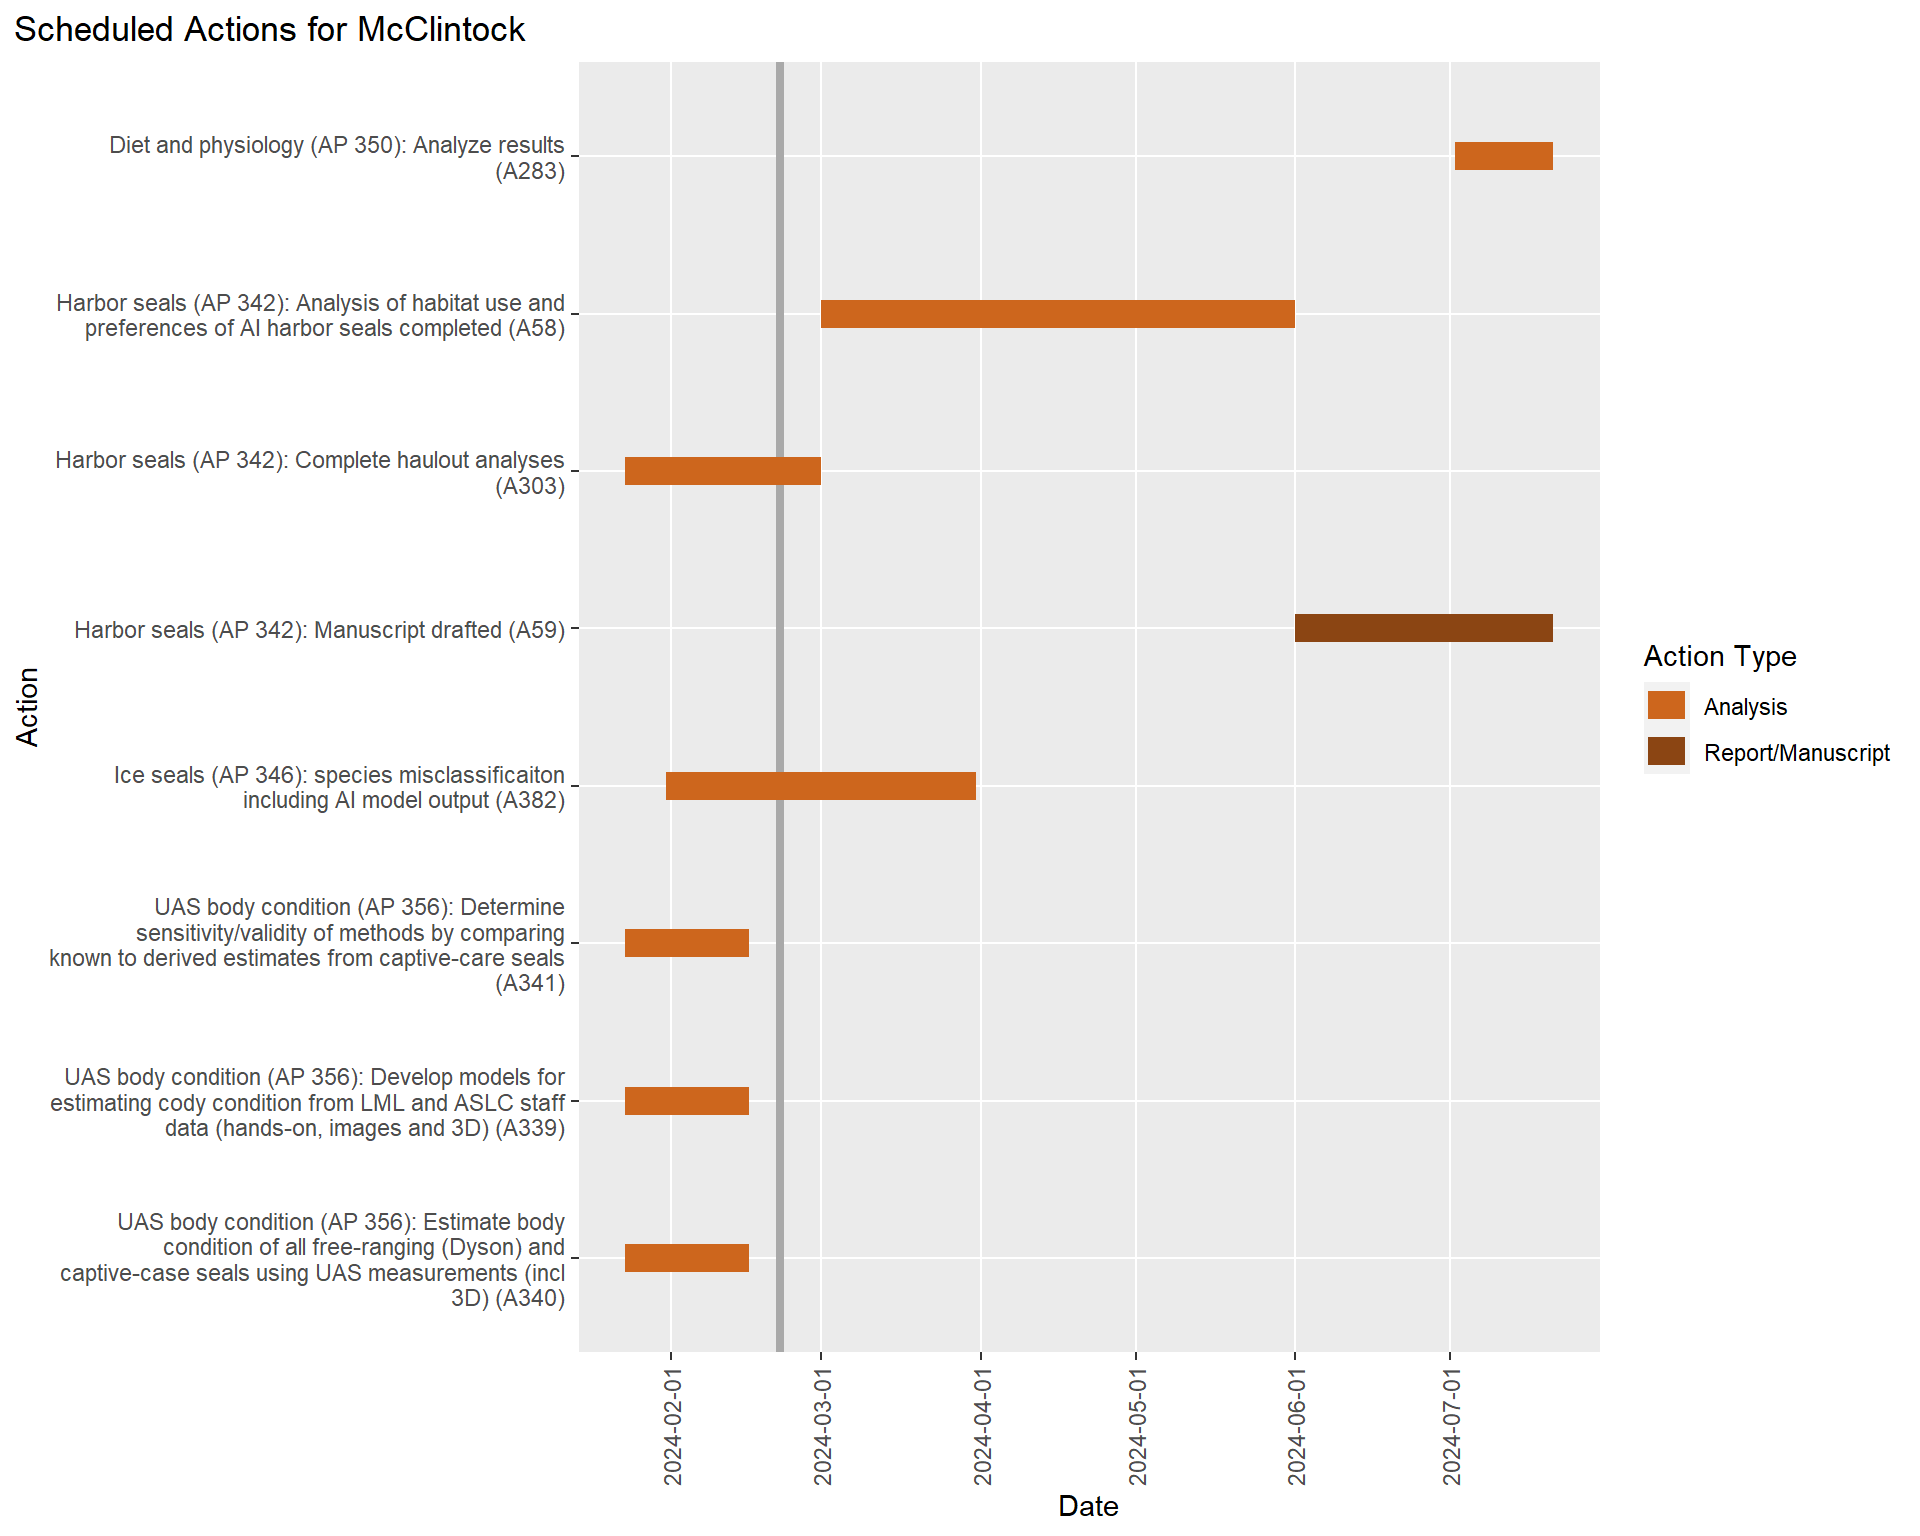 Scheduled Actions for McClintock
Diet and physiology (AP 350): Analyze results
(A283)
Harbor seals (AP 342): Analysis of habitat use and
preferences of AI harbor seals completed (A58)
Harbor seals (AP 342): Complete haulout analyses
(A303)
Harbor seals (AP 342): Manuscript drafted (A59)
Ice seals (AP 346): species misclassificaiton
including AI model output (A382)
UAS body condition (AP 356): Determine
sensitivity/validity of methods by comparing
known to derived estimates from captive-care seals
(A341)
UAS body condition (AP 356): Develop models for
estimating cody condition from LML and ASLC staff
data (hands-on, images and 3D) (A339)
UAS body condition (AP 356): Estimate body
condition of all free-ranging (Dyson) and
captive-case seals using UAS measurements (incl
3D) (A340)
Action
2024-02-01
2024-03-01
2024-04-01
2024-05-01
2024-06-01
2024-07-01
Date
Action Type
Analysis
Report/Manuscript